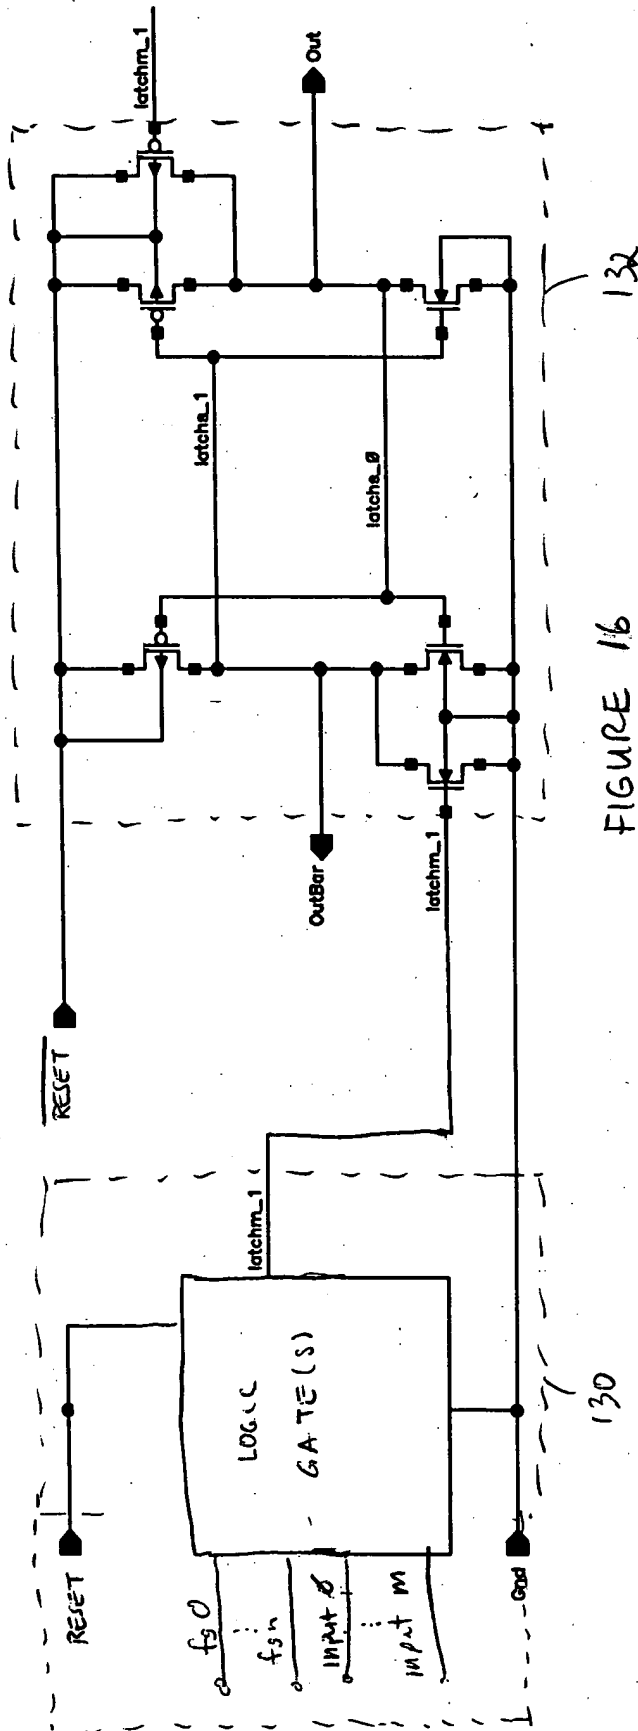 RESET
fs0
⋮
fsn
input 0
⋮
input m
LOGIC
GATE(S)
latchm_1
Gnd
130
RESET
OutBar
latchm_1
latchs_1
latchs_0
latchm_1
Out
132
FIGURE 16